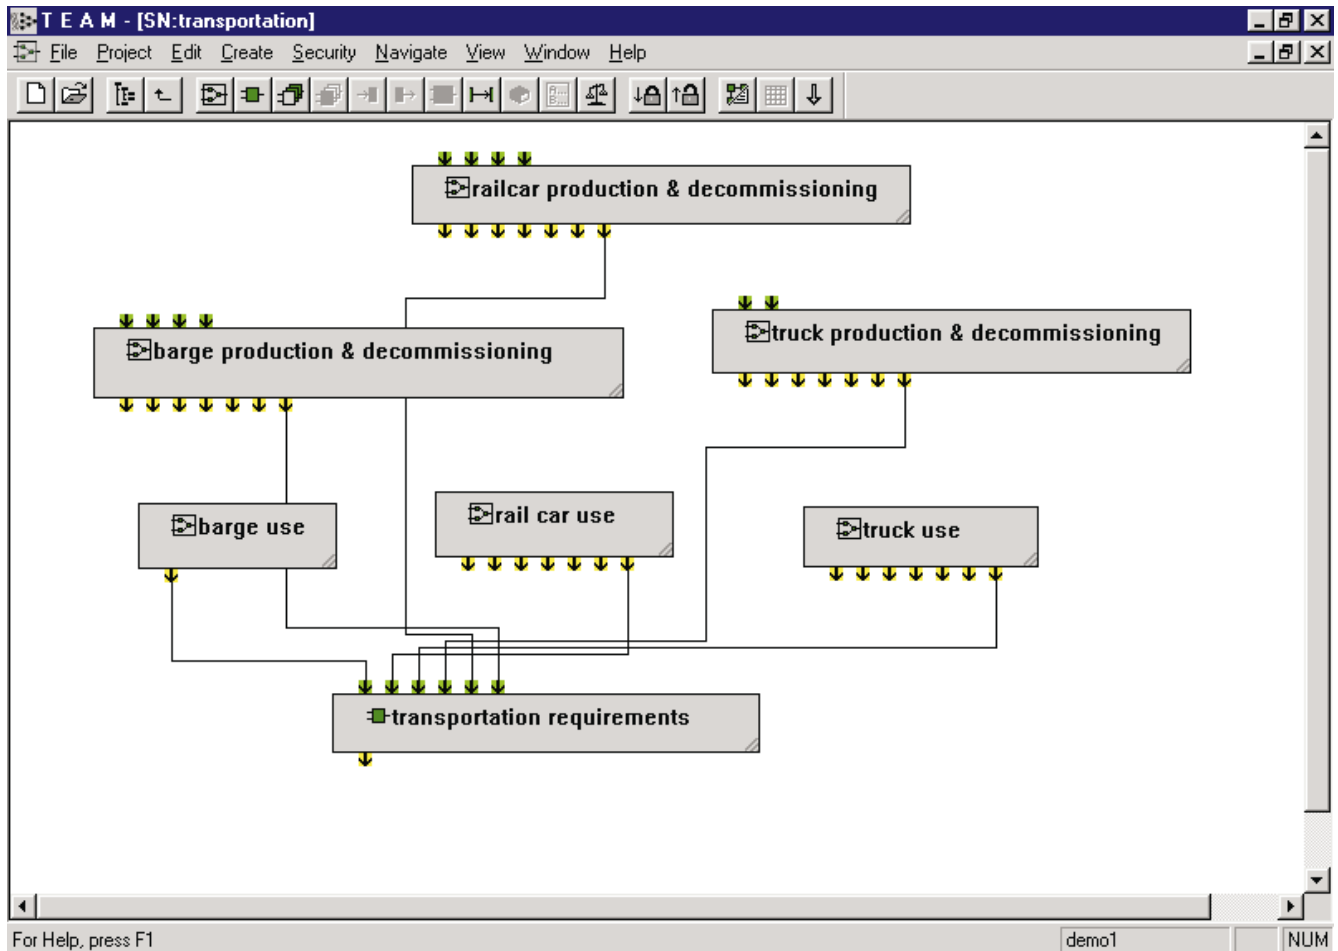 T E A M - [SN:transportation]
File Project Edit Create Security Navigate View Window Help
railcar production & decommissioning
truck production & decommissioning
barge production & decommissioning
rail car use
barge use
truck use
transportation requirements
For Help, press F1 demo1 NUM